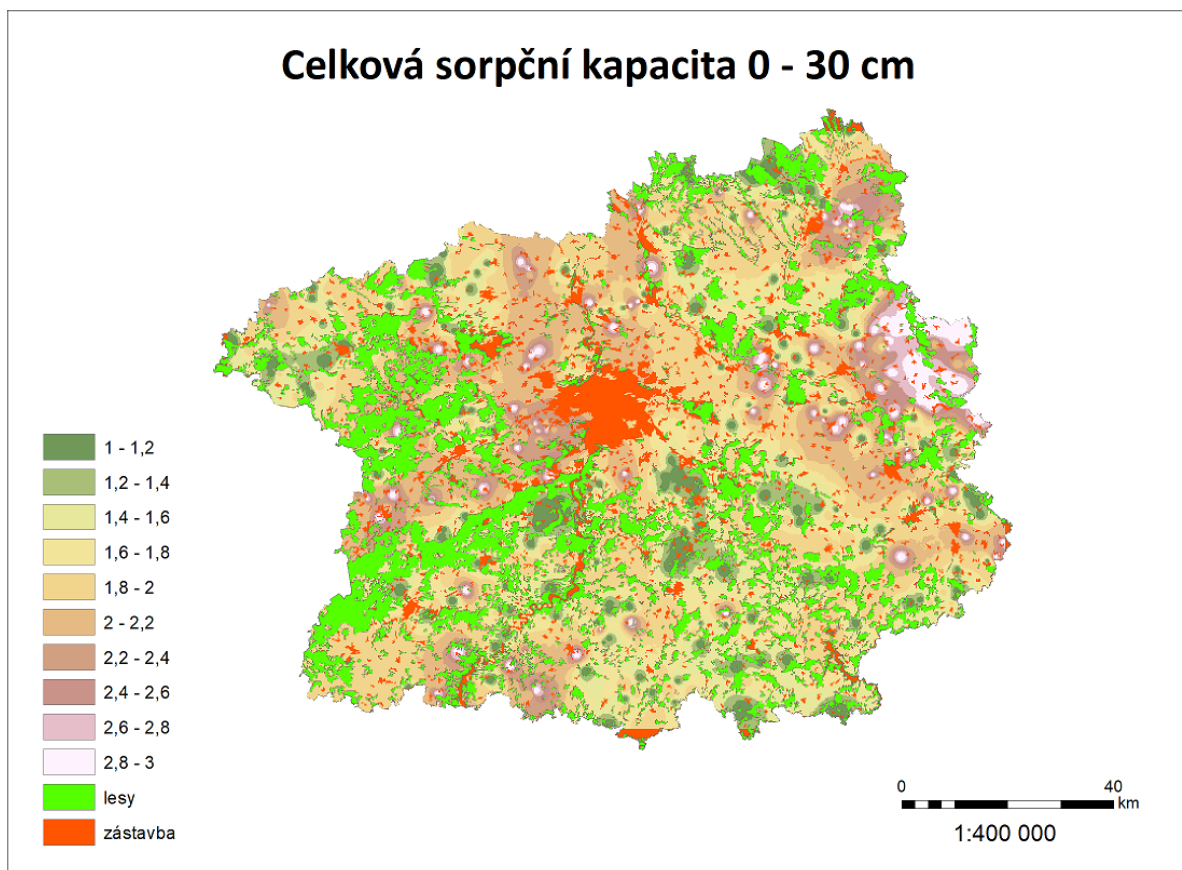 Celková sorpční kapacita 0 - 30 cm
1 - 1,2
1,2 - 1,4
1,4 - 1,6
1,6 - 1,8
1,8 - 2
2 - 2,2
2,2 - 2,4
2,4 - 2,6
2,6 - 2,8
2,8 - 3
lesy
zástavba
0 40
km
1:400 000